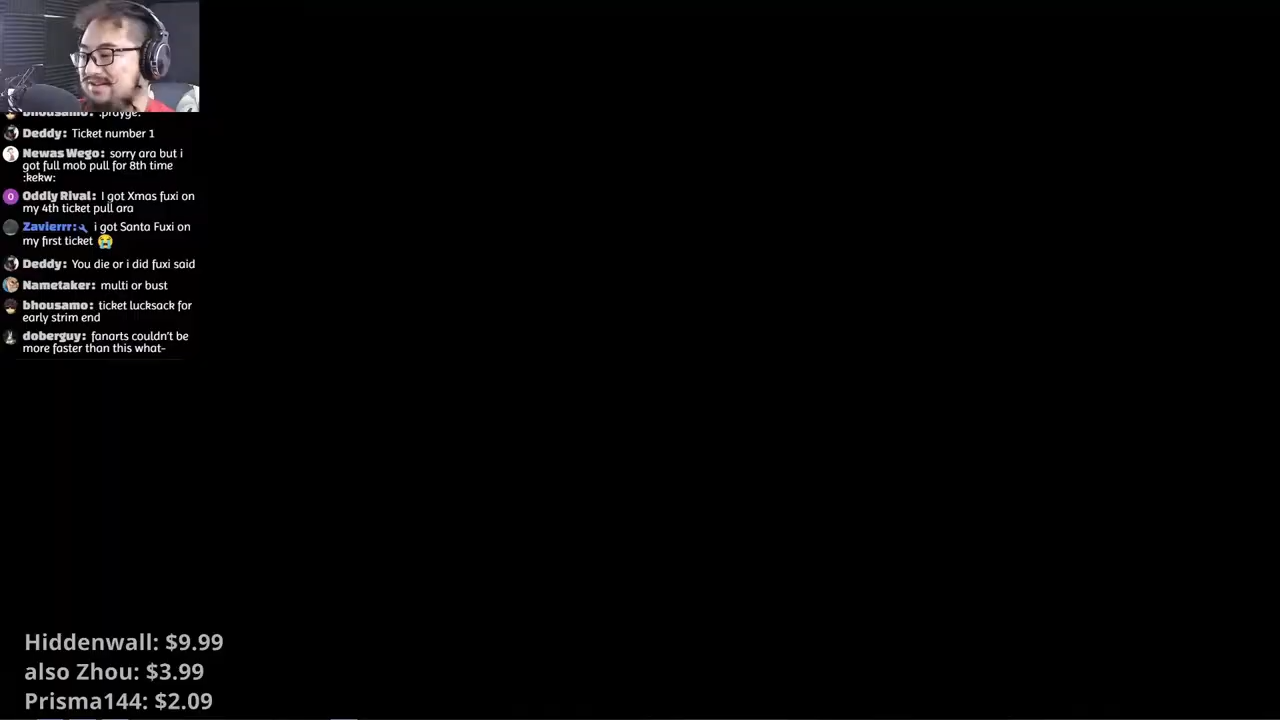 bhousamo: :prayge:
Deddy: Ticket number 1
Newas Wego: sorry ara but i
got full mob pull for 8th time
:kekw:
O Oddly Rival: I got Xmas fuxi on
my 4th ticket pull ara
Zavierrr: i got Santa Fuxi on
my first ticket 😭
Deddy: You die or i did fuxi said
Nametaker: multi or bust
bhousamo: ticket lucksack for
early strim end
doberguy: fanarts couldn't be
more faster than this what-
Hiddenwall: $9.99
also Zhou: $3.99
Prisma144: $2.09